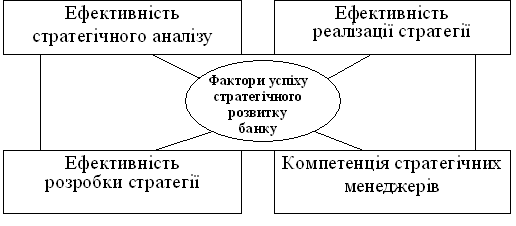 Ефективність
стратегічного аналізу
Ефективність
реалізації стратегії
Фактори успіху
стратегічного
розвитку
банку
Ефективність
розробки стратегії
Компетенція стратегічних
менеджерів